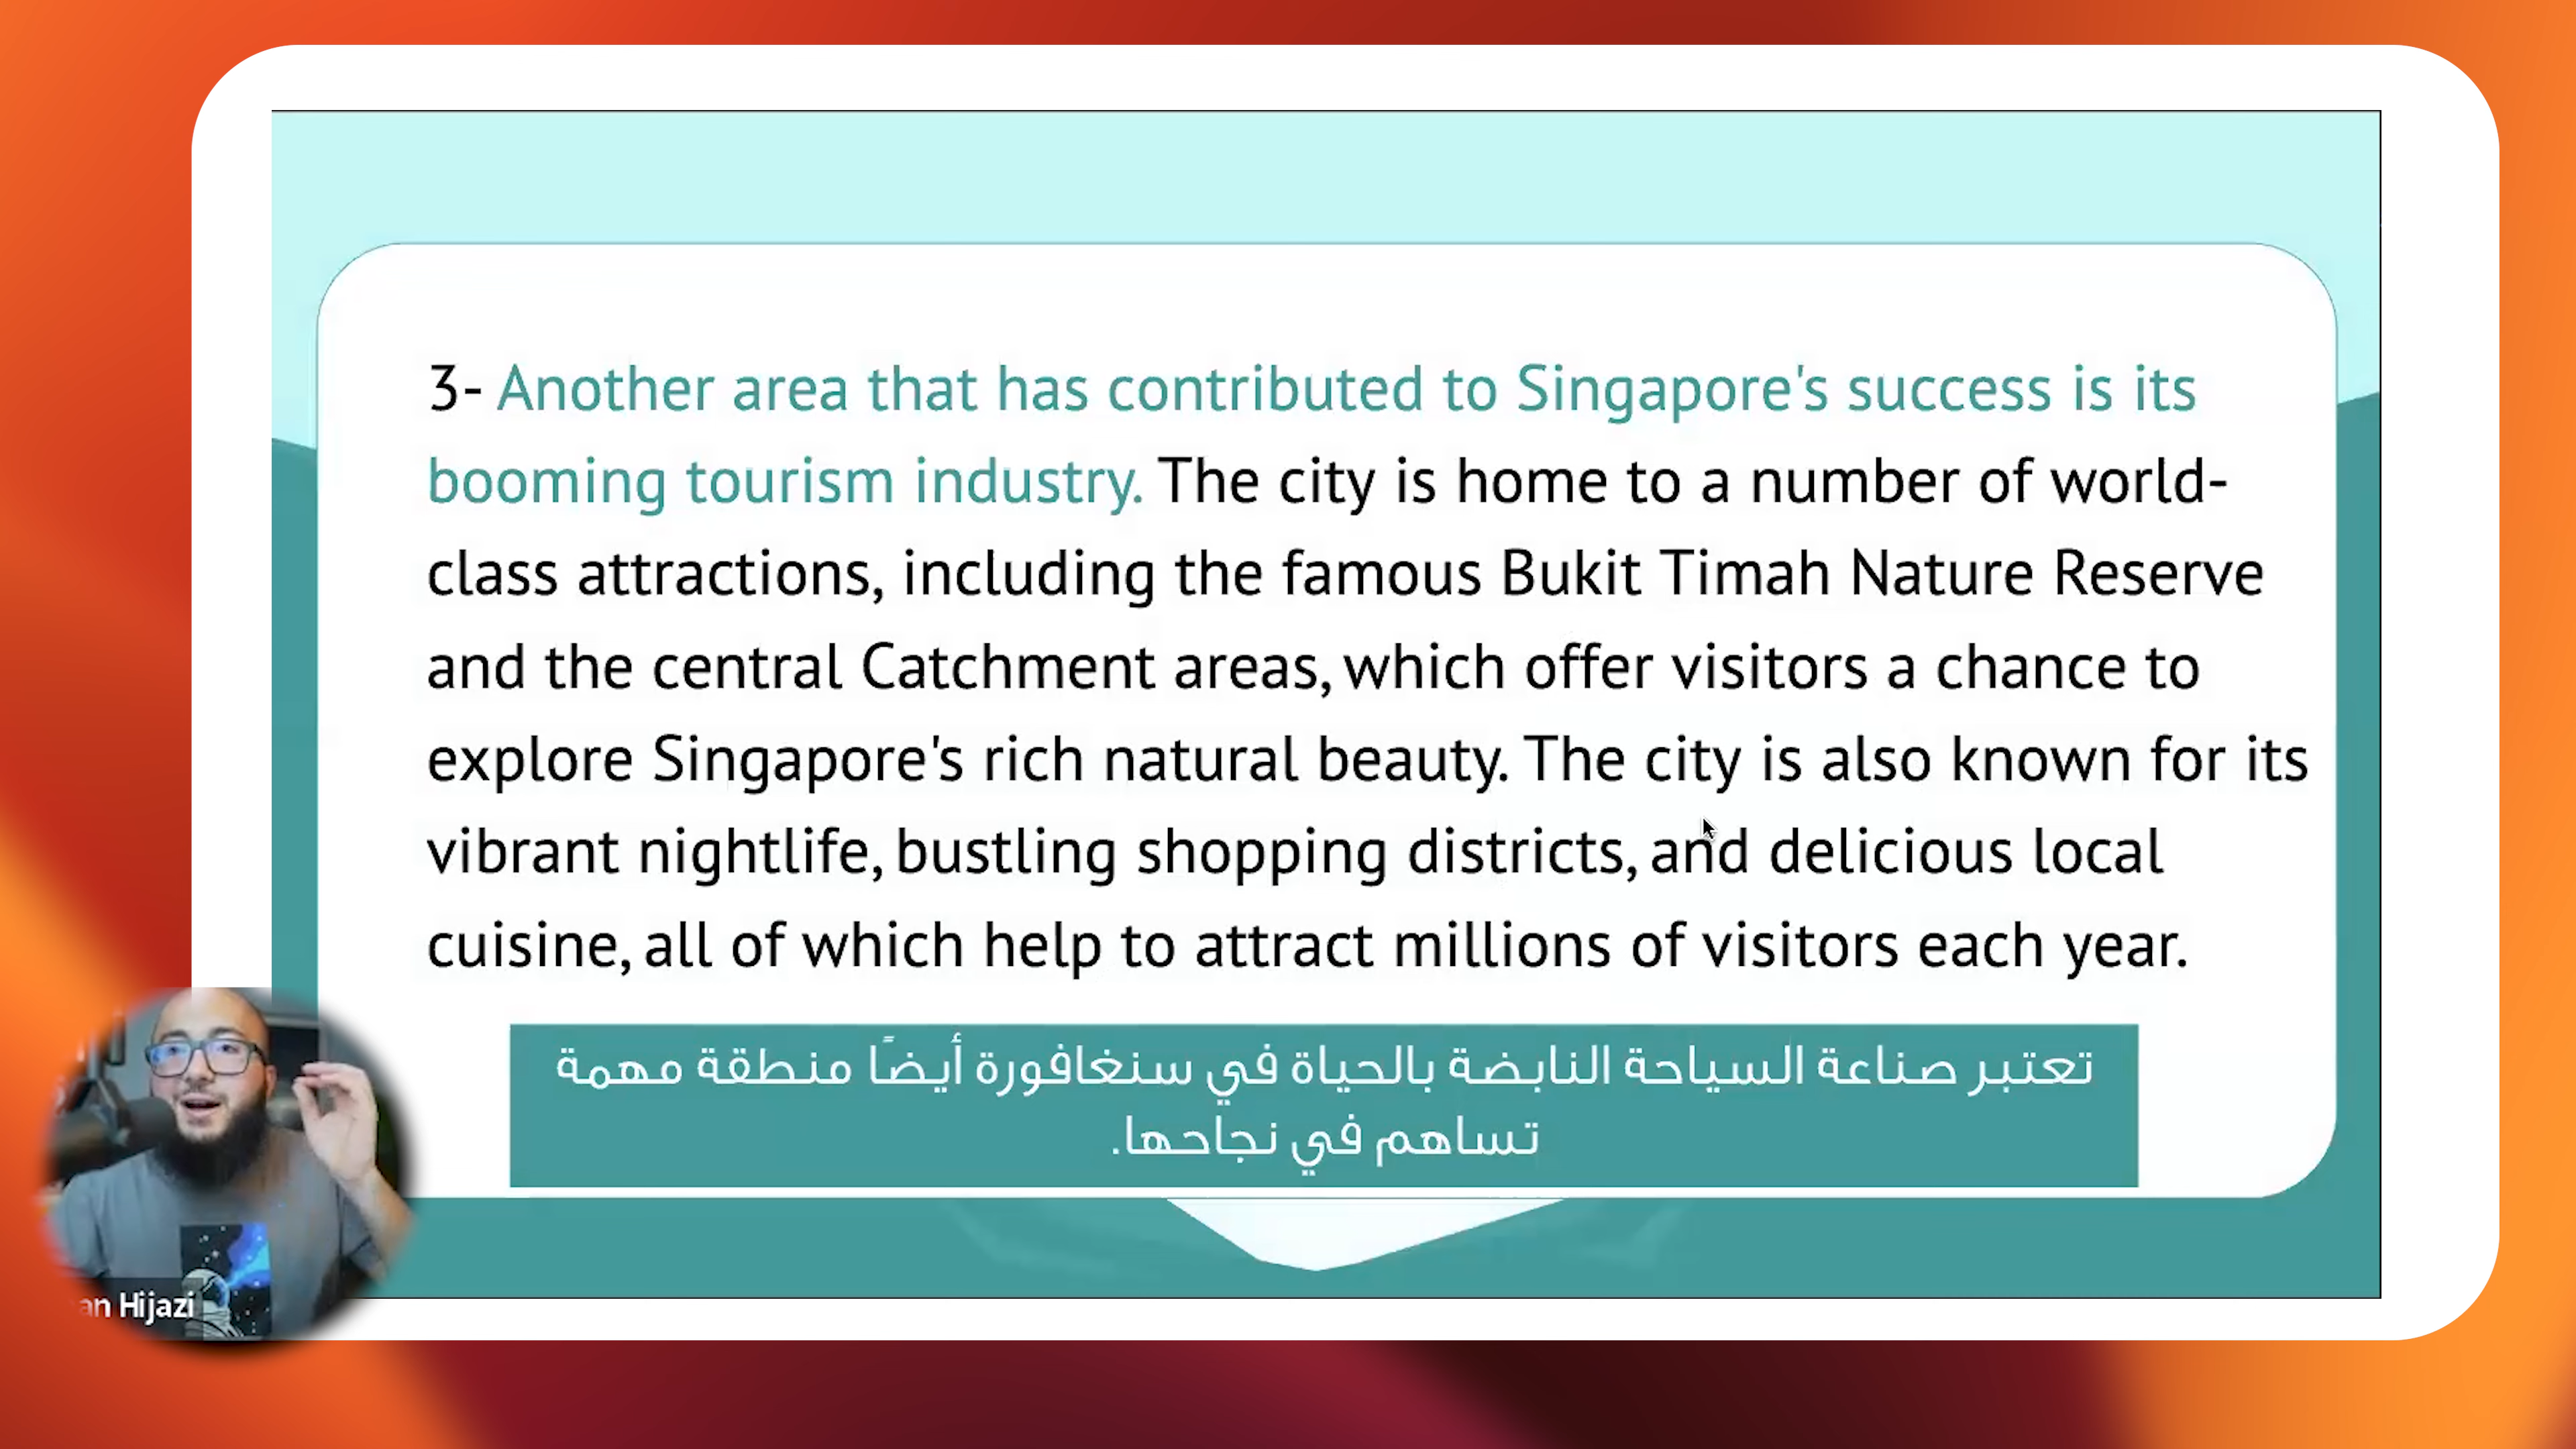 3- Another area that has contributed to Singapore's success is its
booming tourism industry. The city is home to a number of world-
class attractions, including the famous Bukit Timah Nature Reserve
and the central Catchment areas, which offer visitors a chance to
explore Singapore's rich natural beauty. The city is also known for its
vibrant nightlife, bustling shopping districts, and delicious local
cuisine, all of which help to attract millions of visitors each year.
تعتبر صناعة السياحة النابضة بالحياة في سنغافورة أيضًا منطقة مهمة
تساهم في نجاحها.
an Hijazi